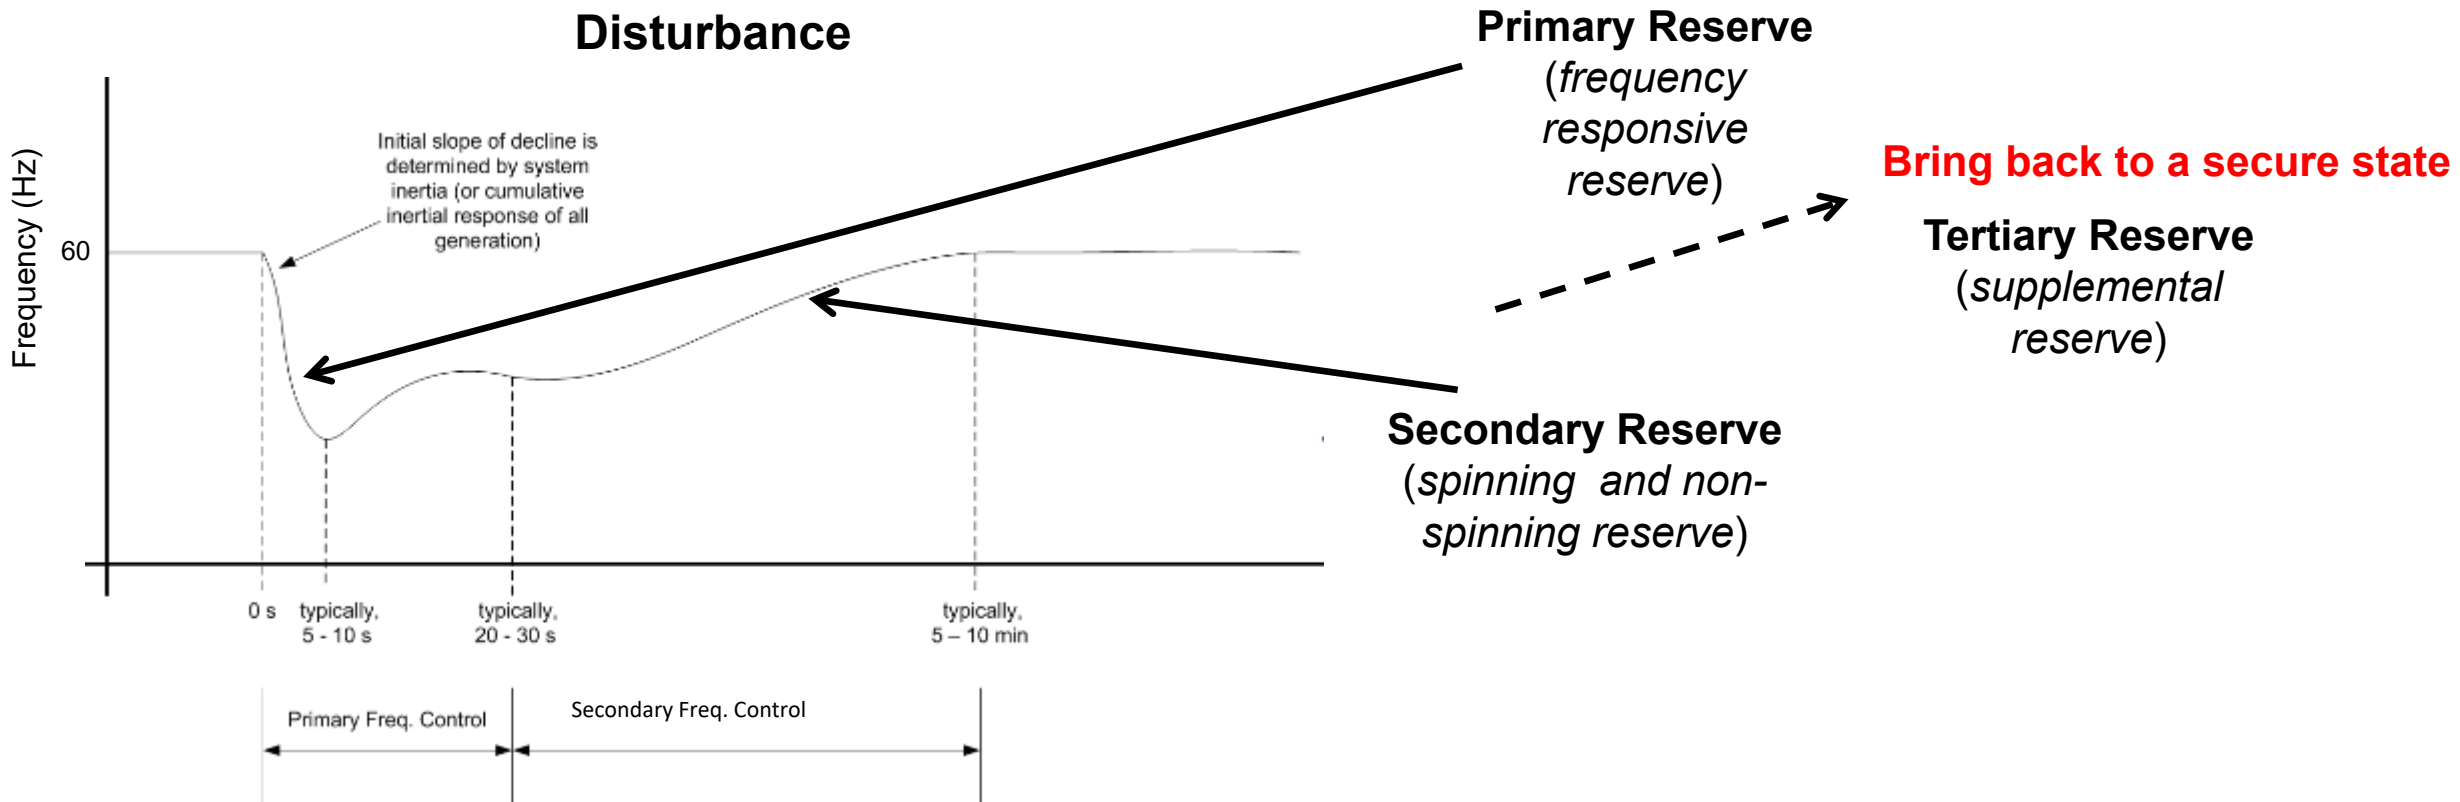 Disturbance
Primary Reserve
(frequency
responsive
reserve)
Bring back to a secure state
Tertiary Reserve
(supplemental
reserve)
Initial slope of decline is
determined by system
inertia (or cumulative
inertial response of all
generation)
Frequency (Hz)
60
Secondary Reserve
(spinning and non-
spinning reserve)
0 s
typically,
5 - 10 s
typically,
20 - 30 s
typically,
5 – 10 min
Primary Freq. Control
Secondary Freq. Control